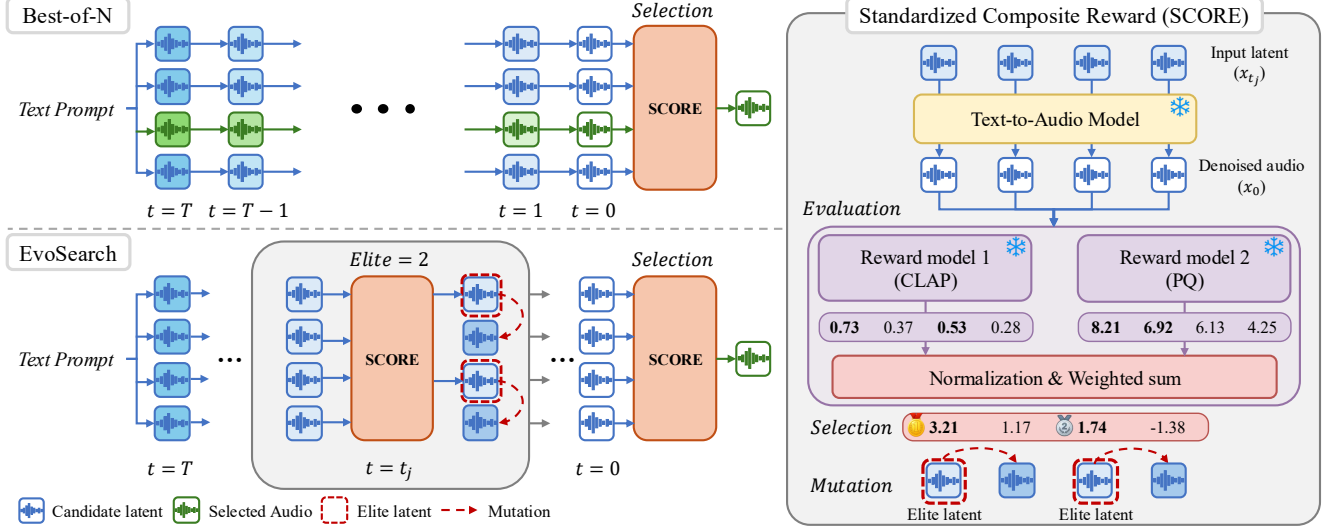 Best-of-N
Selection
Text Prompt
SCORE
t = T
t = T − 1
t = 1
t = 0
EvoSearch
Elite = 2
Selection
Text Prompt
SCORE
SCORE
t = T
t = t_j
t = 0
Candidate latent
Selected Audio
Elite latent
Mutation
Standardized Composite Reward (SCORE)
Input latent
(x_{t_j})
Text-to-Audio Model
Denoised audio
(x_0)
Evaluation
Reward model 1
(CLAP)
Reward model 2
(PQ)
0.73 0.37 0.53 0.28
8.21 6.92 6.13 4.25
Normalization & Weighted sum
Selection
3.21 1.17 2 1.74 -1.38
Mutation
Elite latent
Elite latent